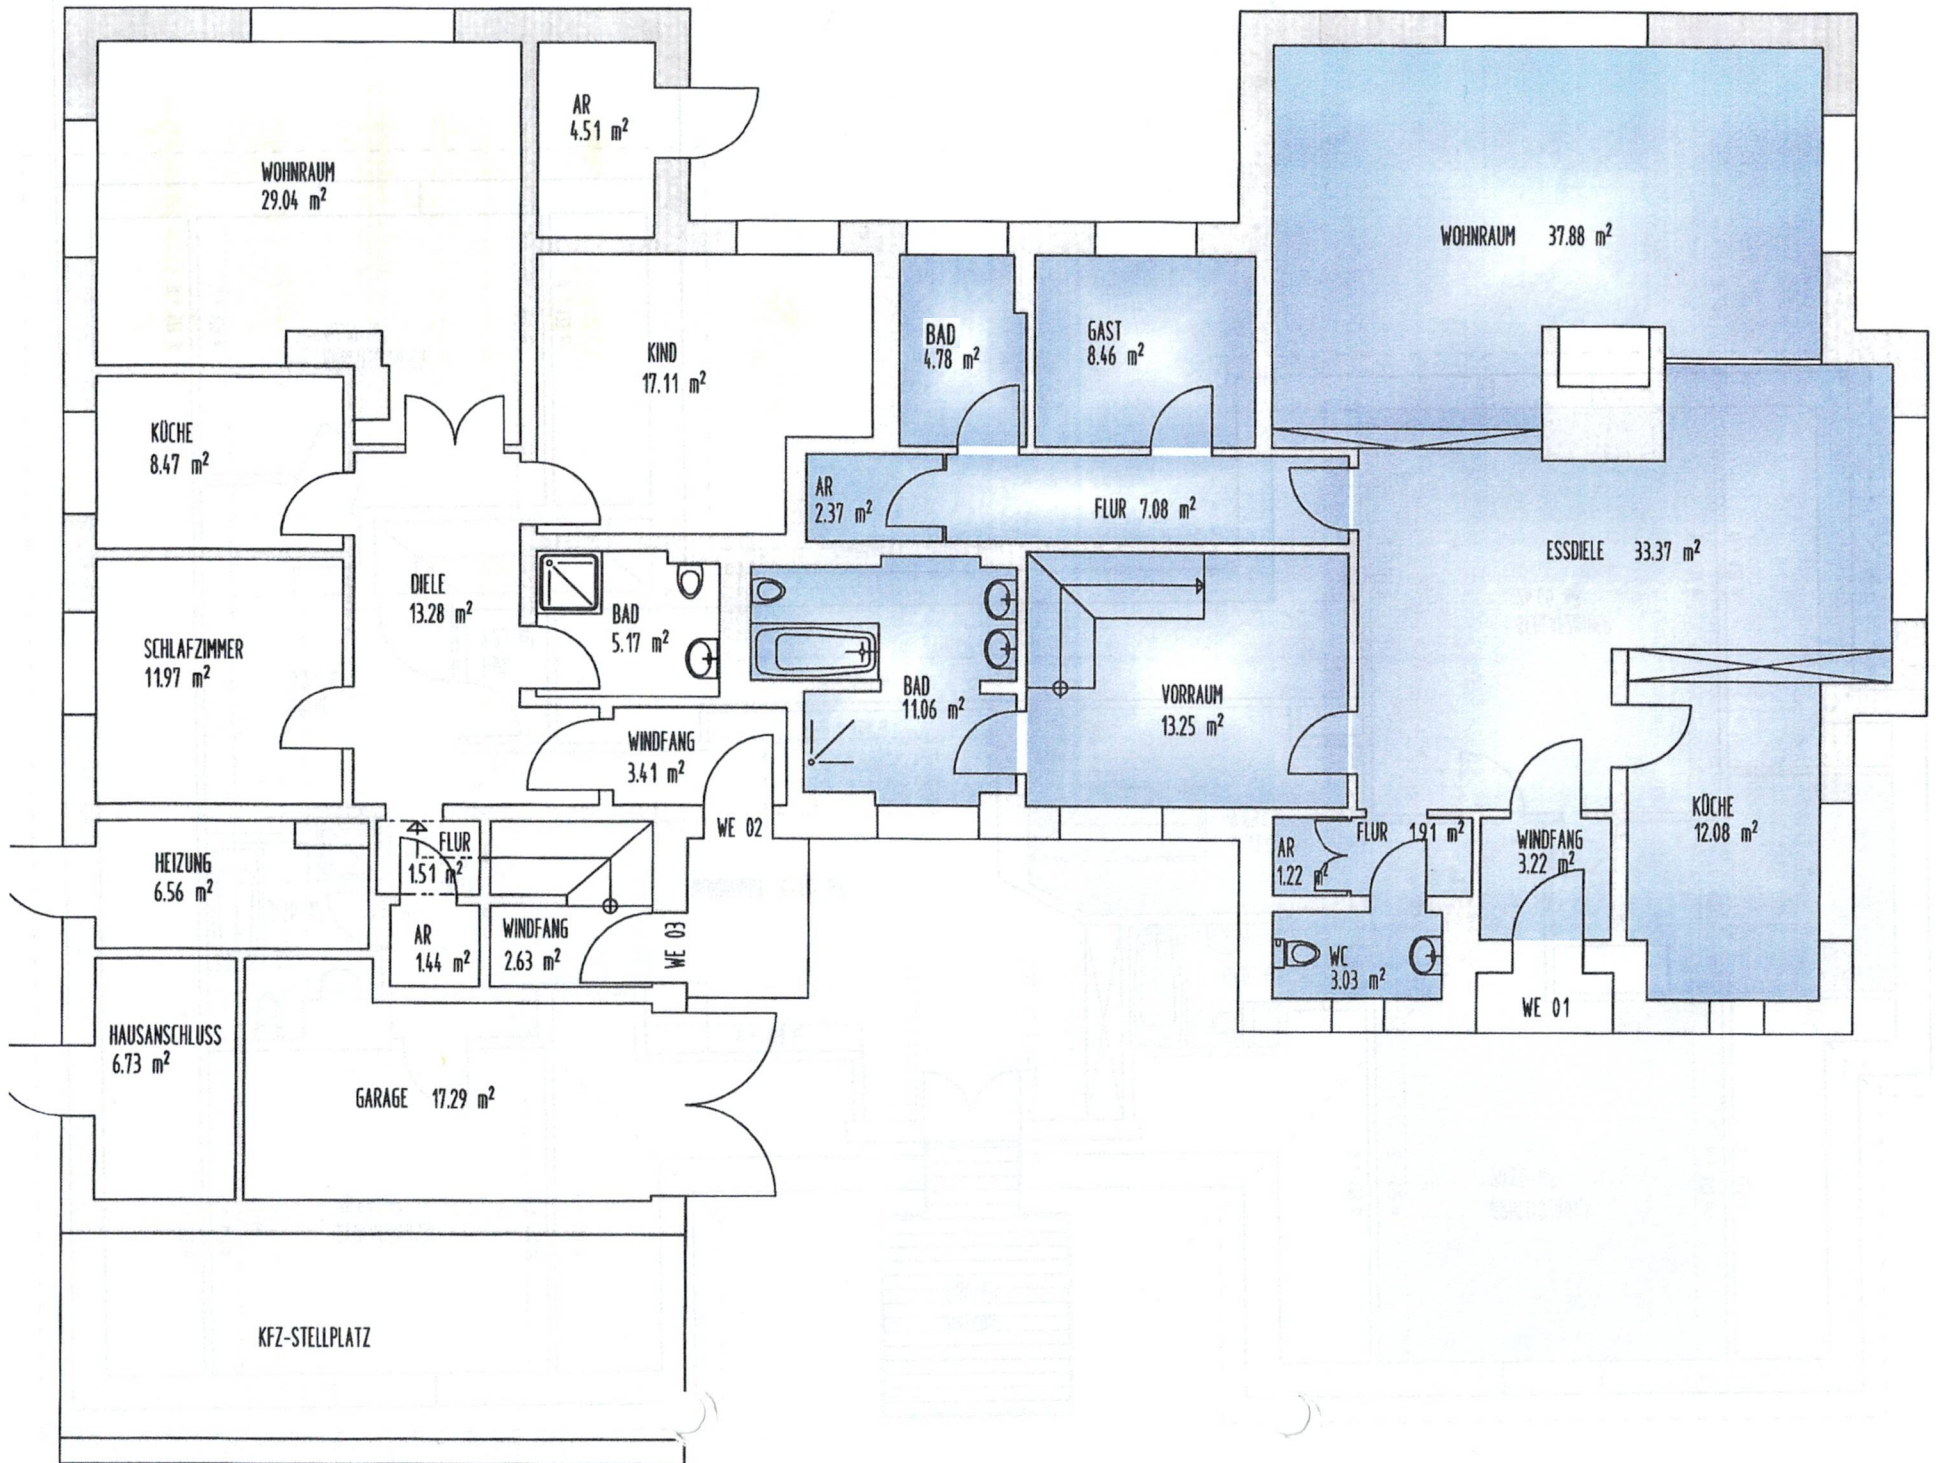 WOHNRAUM
29.04 m²
AR
4.51 m²
KÜCHE
8.47 m²
KIND
17.11 m²
SCHLAFZIMMER
11.97 m²
DIELE
13.28 m²
BAD
5.17 m²
WINDFANG
3.41 m²
WE 02
HEIZUNG
6.56 m²
FLUR
1.51 m²
AR
1.44 m²
WINDFANG
2.63 m²
WE 03
HAUSANSCHLUSS
6.73 m²
GARAGE 17.29 m²
KFZ-STELLPLATZ
BAD
4.78 m²
GAST
8.46 m²
WOHNRAUM 37.88 m²
AR
2.37 m²
FLUR 7.08 m²
ESSDIELE 33.37 m²
BAD
11.06 m²
VORRAUM
13.25 m²
AR
1.22 m²
FLUR 1.91 m²
WINDFANG
3.22 m²
KÜCHE
12.08 m²
WC
3.03 m²
WE 01